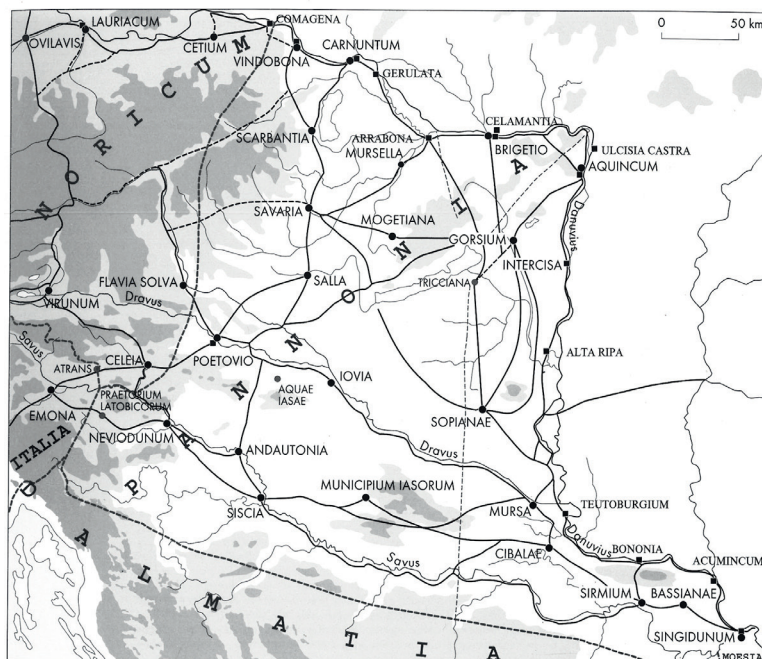 LAURIACUM
OVILAVIS
CETIUM
COMAGENA
VINDOBONA
CARNUNTUM
GERULATA
0 50 km
NORICUM
SCARBANTIA
ARRABONA
MURSELLA
CELAMANTIA
BRIGETIO
ULCISIA CASTRA
AQUINCUM
SAVARIA
MOGETIANA
GORSIUM
Danuvius
INTERCISA
FLAVIA SOLVA
SALLA
TRICCIANA
VIRUNUM
Dravus
Savus
ATRANS
CELEIA
POETOVIO
ALTA RIPA
PRAETORIUM
LATOBICORUM
AQUAE
IASAE
IOVIA
EMONA
NEVIODUNUM
SOPIANAE
ITALIA
PANNONIA
ANDAUTONIA
Dravus
SISCIA
MUNICIPIUM IASORUM
MURSA
TEUTOBURGIUM
Danuvius
CIBALAE
BONONIA
ACUMINCUM
Savus
SIRMIUM
BASSIANAE
SINGIDUNUM
DALMATIA
MOESIA